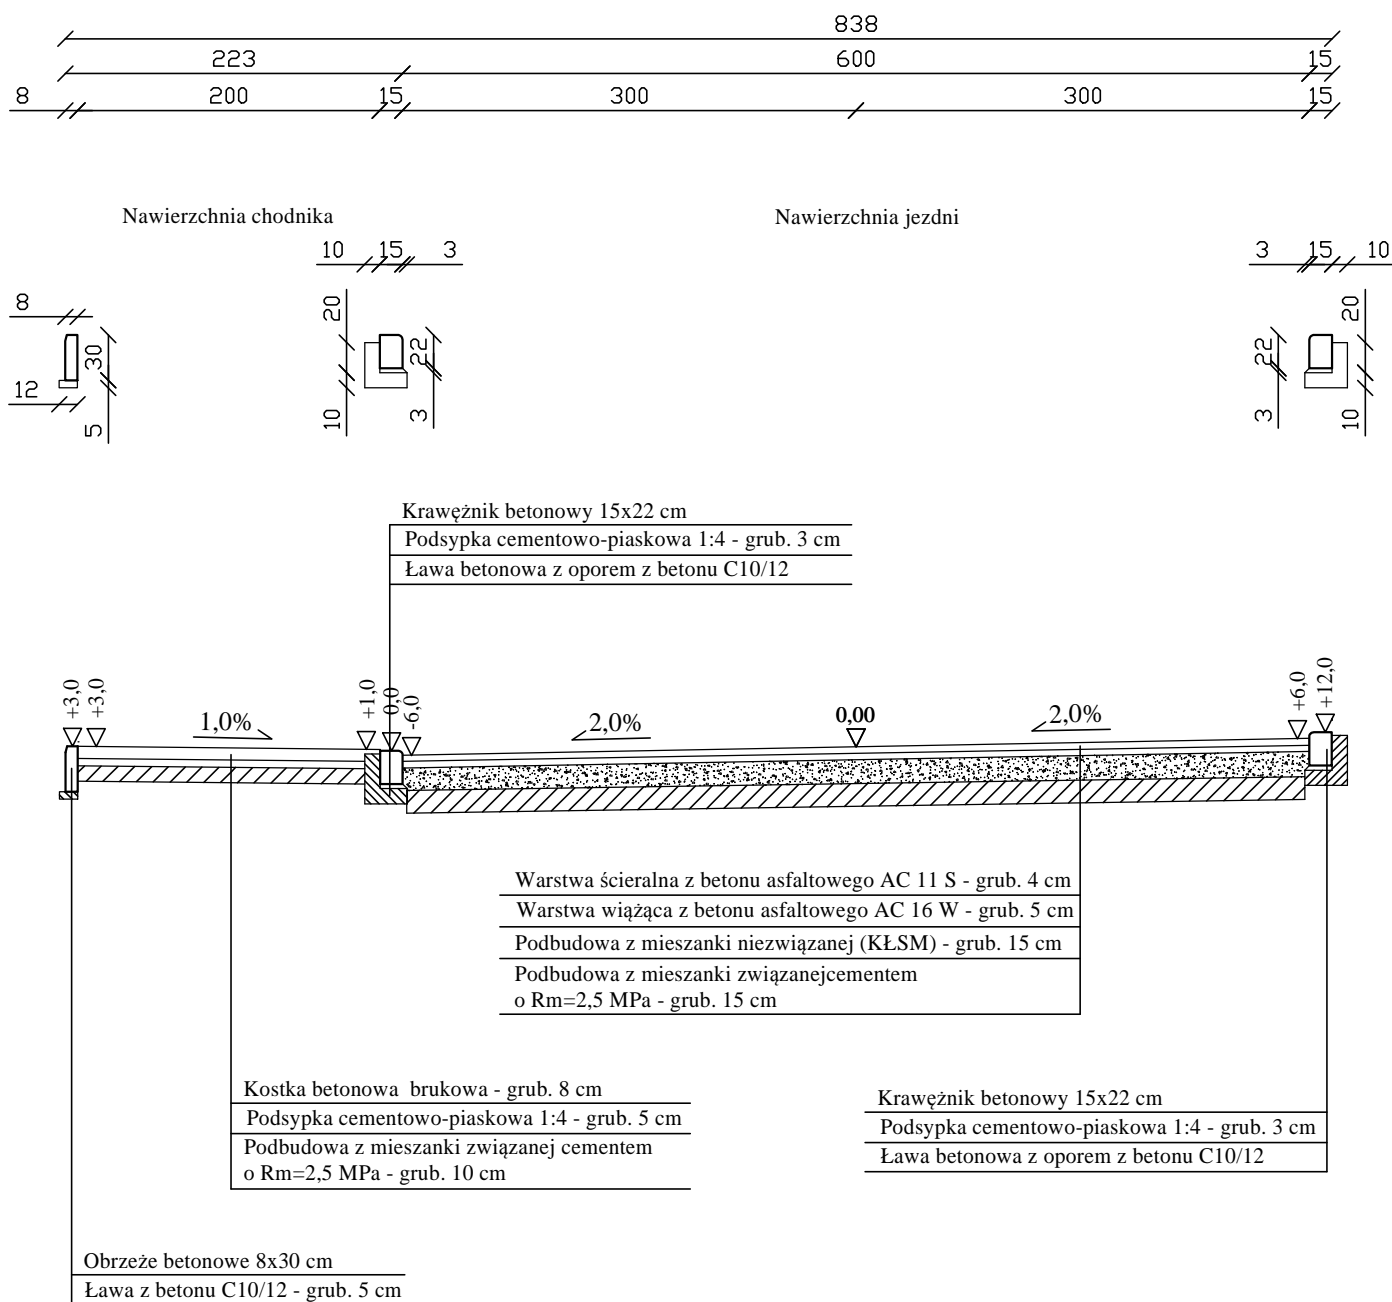 838
223 600 15
8 200 15 300 300 15
Nawierzchnia chodnika
Nawierzchnia jezdni
10 15 3
3 15 10
8
12
30
5
20
10
22
3
22
3
20
10
Krawężnik betonowy 15x22 cm
Podsypka cementowo-piaskowa 1:4 - grub. 3 cm
Ława betonowa z oporem z betonu C10/12
+3,0
+3,0
1,0%
+1,0
0,0
-6,0
2,0%
0,00
2,0%
+6,0
+12,0
Warstwa ścieralna z betonu asfaltowego AC 11 S - grub. 4 cm
Warstwa wiążąca z betonu asfaltowego AC 16 W - grub. 5 cm
Podbudowa z mieszanki niezwiązanej (KŁSM) - grub. 15 cm
Podbudowa z mieszanki związanejcementem
o Rm=2,5 MPa - grub. 15 cm
Kostka betonowa brukowa - grub. 8 cm
Podsypka cementowo-piaskowa 1:4 - grub. 5 cm
Podbudowa z mieszanki związanej cementem
o Rm=2,5 MPa - grub. 10 cm
Krawężnik betonowy 15x22 cm
Podsypka cementowo-piaskowa 1:4 - grub. 3 cm
Ława betonowa z oporem z betonu C10/12
Obrzeże betonowe 8x30 cm
Ława z betonu C10/12 - grub. 5 cm